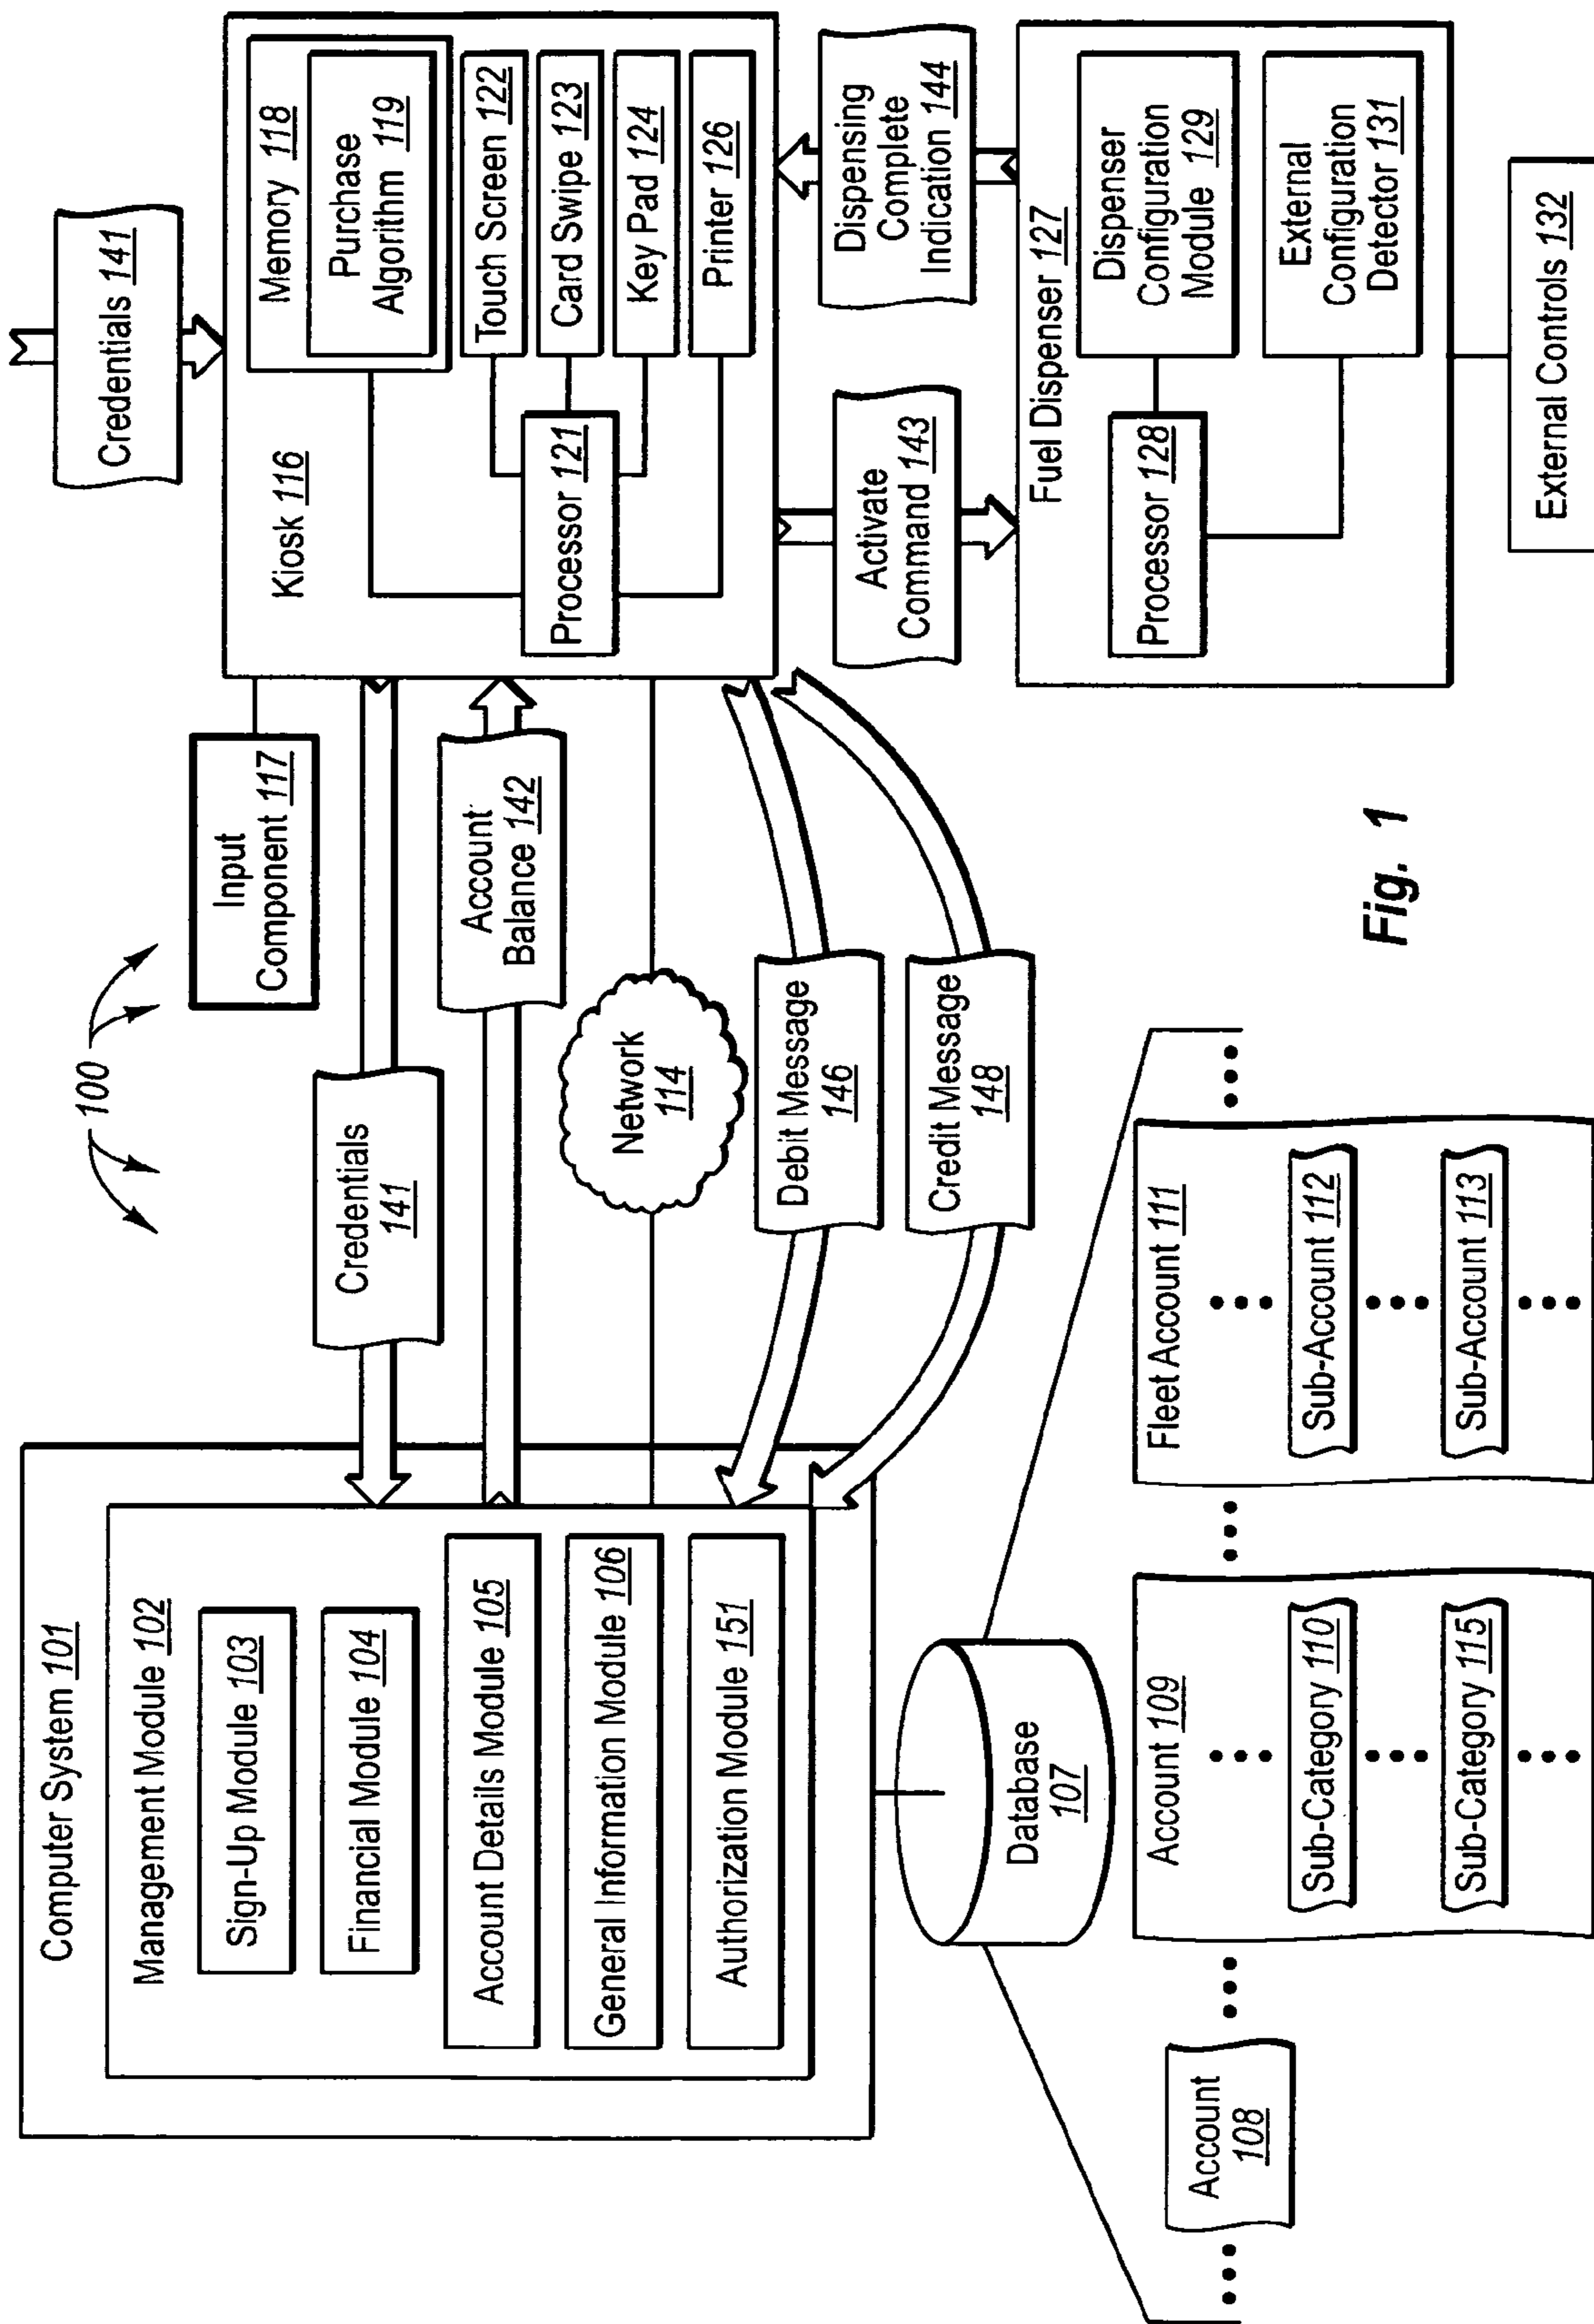 100
Computer System 101
Management Module 102
Sign-Up Module 103
Financial Module 104
Account Details Module 105
General Information Module 106
Authorization Module 151
Credentials
141
Account
Balance 142
Network
114
Debit Message
146
Credit Message
148
Input
Component 117
Credentials 141
Kiosk 116
Memory 118
Purchase
Algorithm 119
Processor 121
Touch Screen 122
Card Swipe 123
Key Pad 124
Printer 126
Activate
Command 143
Dispensing
Complete
Indication 144
Fuel Dispenser 127
Processor 128
Dispenser
Configuration
Module 129
External
Configuration
Detector 131
External Controls 132
Database
107
Account
108
Account 109
Sub-Category 110
Sub-Category 115
Fleet Account 111
Sub-Account 112
Sub-Account 113
Fig. 1